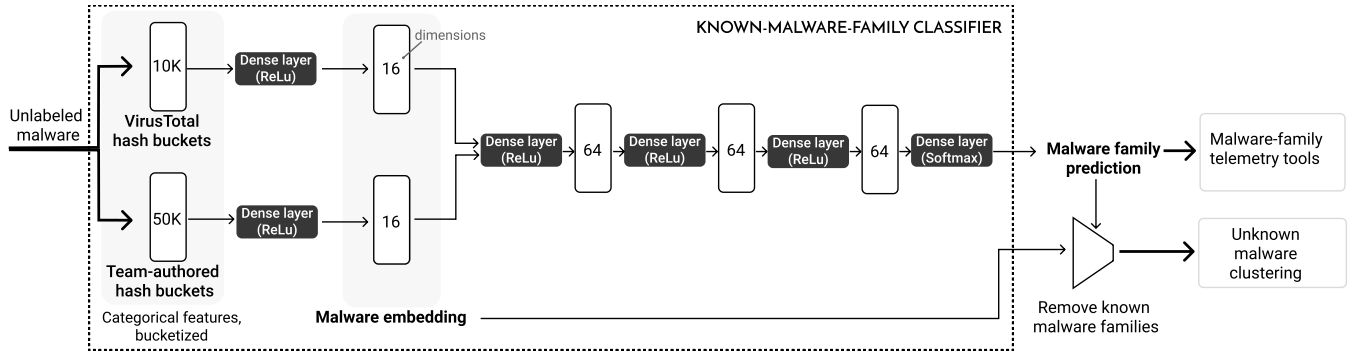 KNOWN-MALWARE-FAMILY CLASSIFIER
Unlabeled
malware
10K
VirusTotal
hash buckets
Dense layer
(ReLu)
16
dimensions
50K
Team-authored
hash buckets
Categorical features,
bucketized
Dense layer
(ReLu)
16
Malware embedding
Dense layer
(ReLu)
64
Dense layer
(ReLu)
64
Dense layer
(ReLu)
64
Dense layer
(Softmax)
Malware family
prediction
Malware-family
telemetry tools
Remove known
malware families
Unknown
malware
clustering